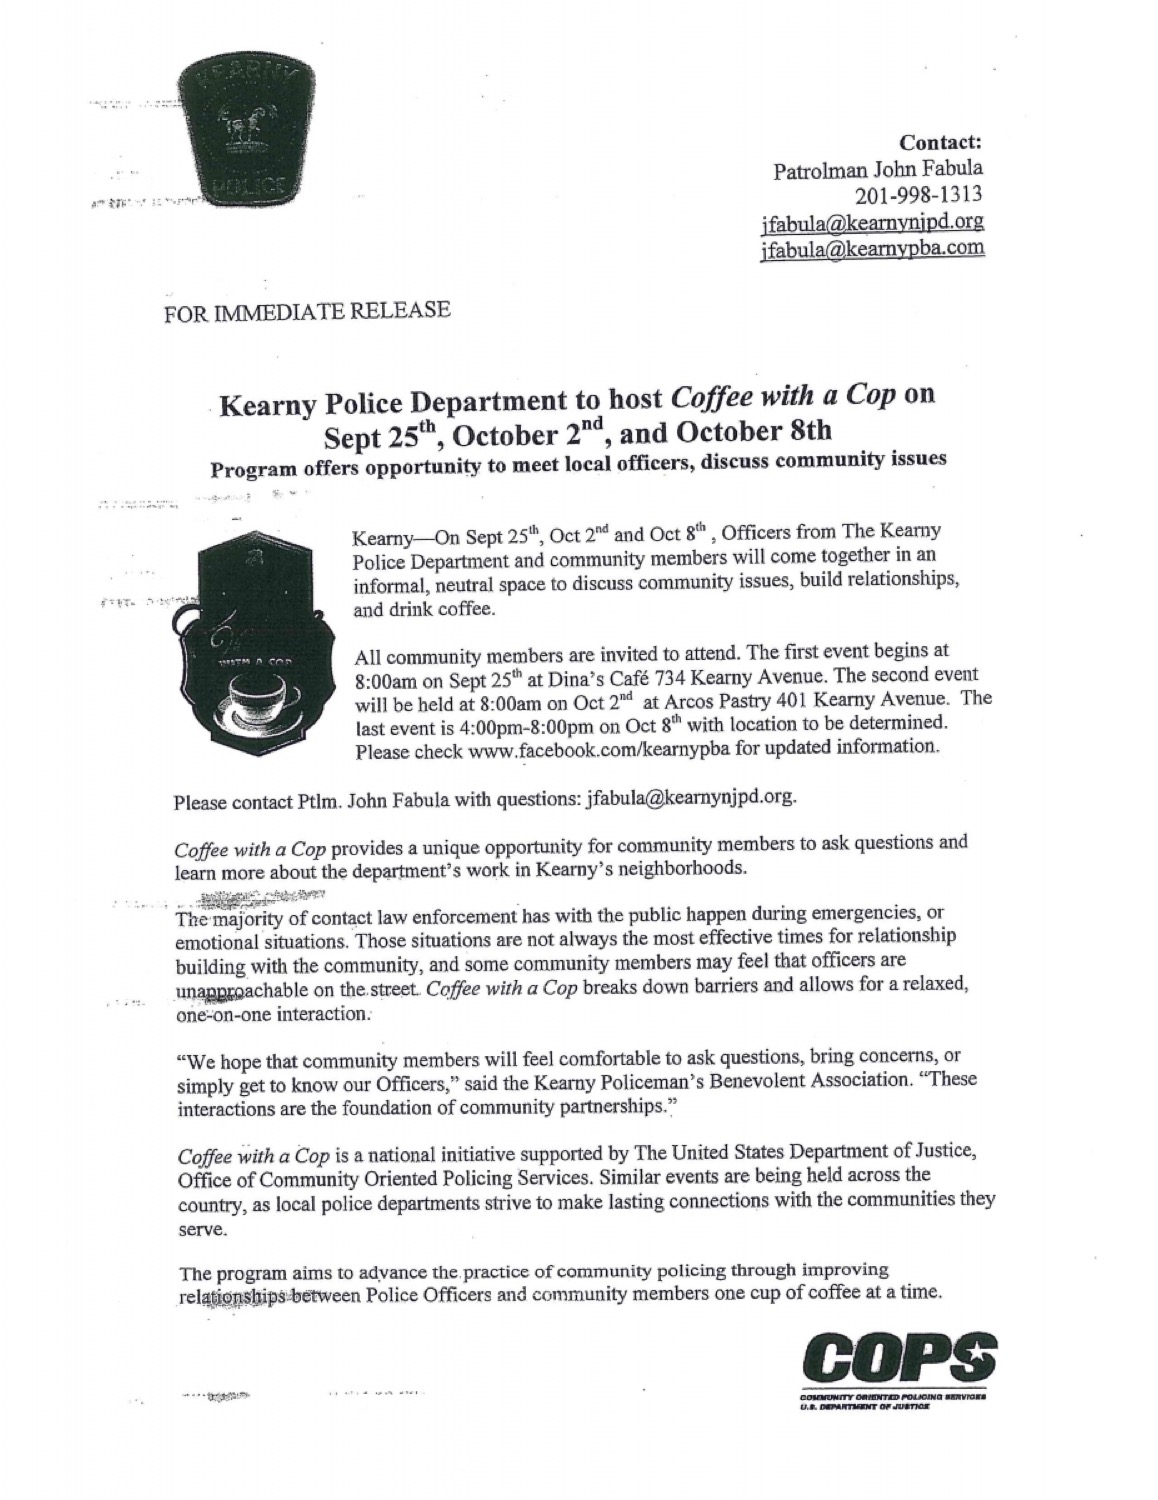 KEARNY
POLICE
Contact:
Patrolman John Fabula
201-998-1313
jfabula@kearnynjpd.org
jfabula@kearnypba.com
FOR IMMEDIATE RELEASE
Kearny Police Department to host Coffee with a Cop on
Sept 25th, October 2nd, and October 8th
Program offers opportunity to meet local officers, discuss community issues
Kearny—On Sept 25th, Oct 2nd and Oct 8th , Officers from The Kearny
Police Department and community members will come together in an
informal, neutral space to discuss community issues, build relationships,
and drink coffee.
WITH A COP
All community members are invited to attend. The first event begins at
8:00am on Sept 25th at Dina's Café 734 Kearny Avenue. The second event
will be held at 8:00am on Oct 2nd at Arcos Pastry 401 Kearny Avenue. The
last event is 4:00pm-8:00pm on Oct 8th with location to be determined.
Please check www.facebook.com/kearnypba for updated information.
Please contact Ptlm. John Fabula with questions: jfabula@kearnynjpd.org.
Coffee with a Cop provides a unique opportunity for community members to ask questions and
learn more about the department's work in Kearny's neighborhoods.
The majority of contact law enforcement has with the public happen during emergencies, or
emotional situations. Those situations are not always the most effective times for relationship
building with the community, and some community members may feel that officers are
unapproachable on the street. Coffee with a Cop breaks down barriers and allows for a relaxed,
one-on-one interaction.
“We hope that community members will feel comfortable to ask questions, bring concerns, or
simply get to know our Officers,” said the Kearny Policeman's Benevolent Association. “These
interactions are the foundation of community partnerships.”
Coffee with a Cop is a national initiative supported by The United States Department of Justice,
Office of Community Oriented Policing Services. Similar events are being held across the
country, as local police departments strive to make lasting connections with the communities they
serve.
The program aims to advance the practice of community policing through improving
relationships between Police Officers and community members one cup of coffee at a time.
COPS
COMMUNITY ORIENTED POLICING SERVICES
U.S. DEPARTMENT OF JUSTICE